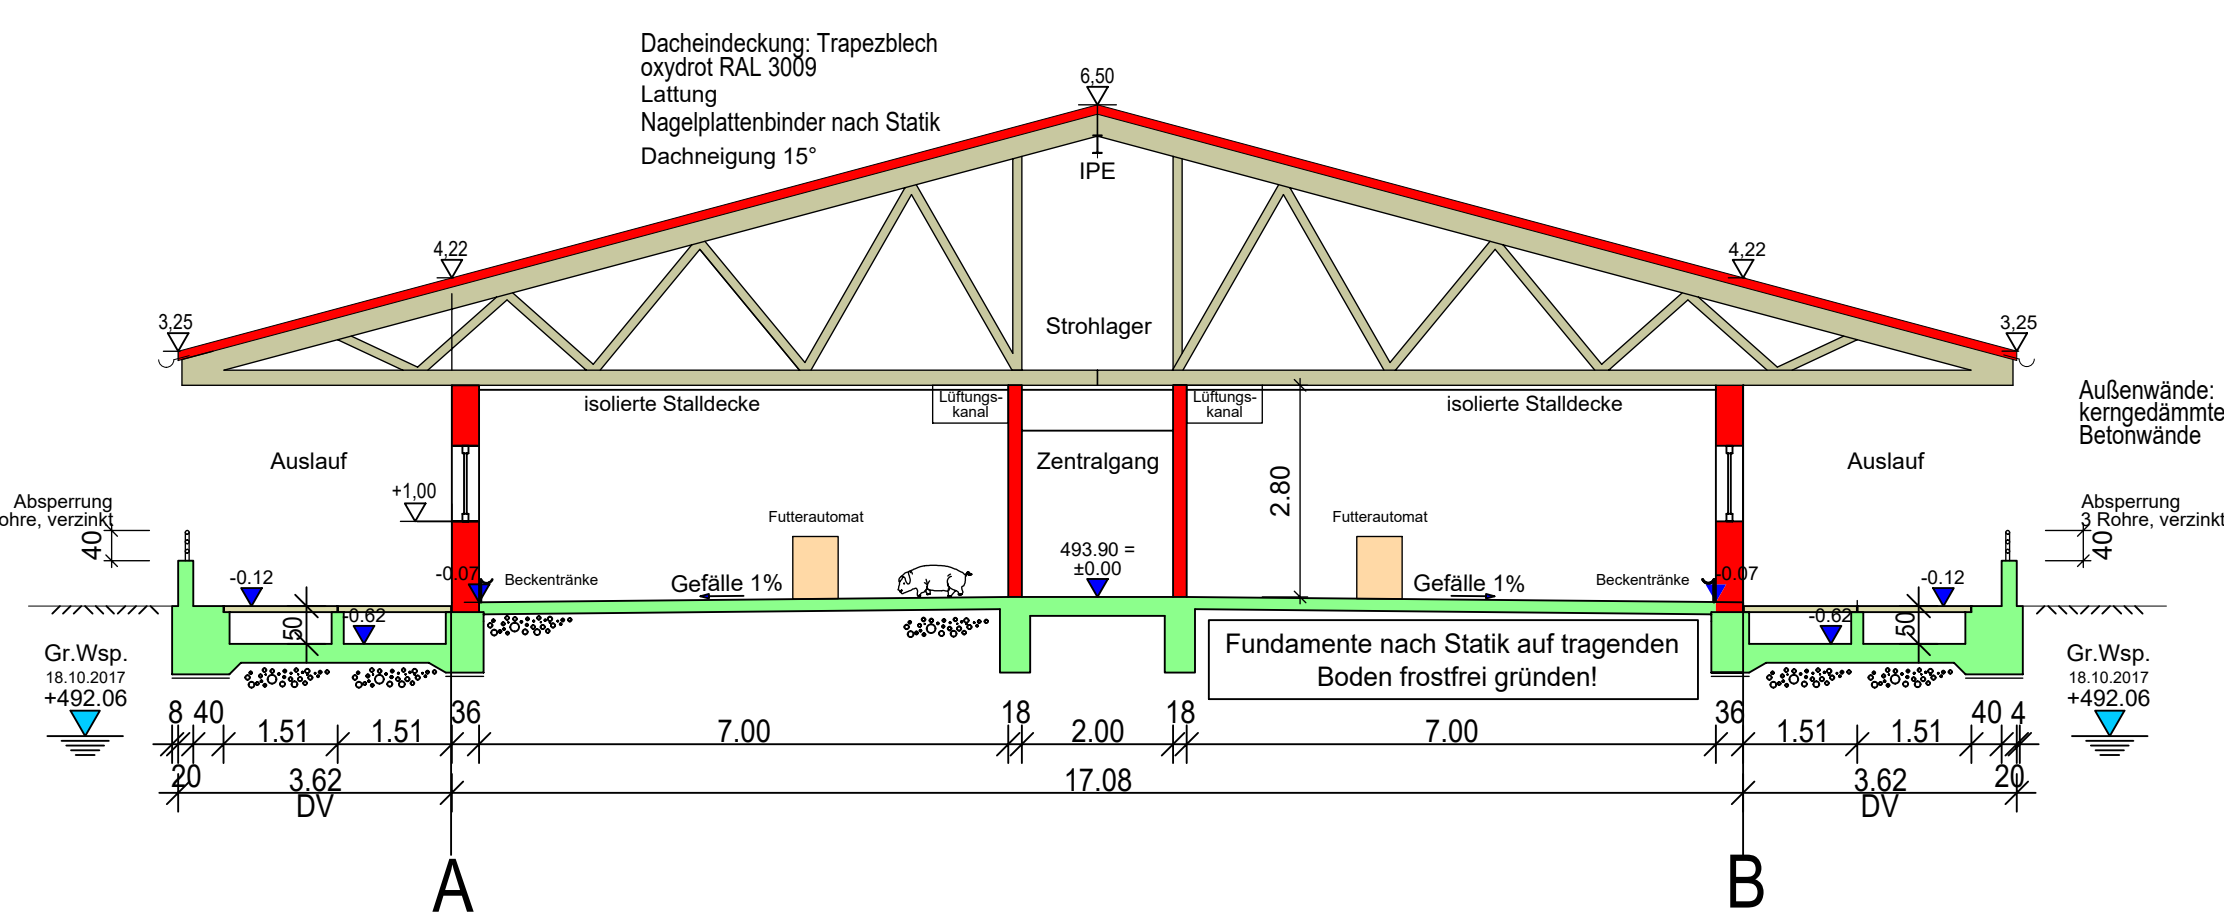 Dacheindeckung: Trapezblech
oxydrot RAL 3009
Lattung
Nagelplattenbinder nach Statik
Dachneigung 15°
6,50
IPE
4,22
4,22
3,25
3,25
Strohlager
isolierte Stalldecke
Lüftungs-
kanal
Lüftungs-
kanal
isolierte Stalldecke
Außenwände:
kerngedämmte
Betonwände
Auslauf
Zentralgang
Auslauf
+1,00
2.80
Absperrung
ohre, verzinkt
40
Absperrung
3 Rohre, verzinkt
40
Futterautomat
Futterautomat
493.90 =
±0.00
-0.12
-0.07
Beckentränke
Gefälle 1%
Gefälle 1%
Beckentränke
-0.07
-0.12
50
-0.62
-0.62
50
Fundamente nach Statik auf tragenden
Boden frostfrei gründen!
Gr.Wsp.
18.10.2017
+492.06
Gr.Wsp.
18.10.2017
+492.06
8 40 1.51 1.51 36 7.00 18 2.00 18 7.00 36 1.51 1.51 40 4
20 3.62 17.08 3.62 20
DV DV
A B